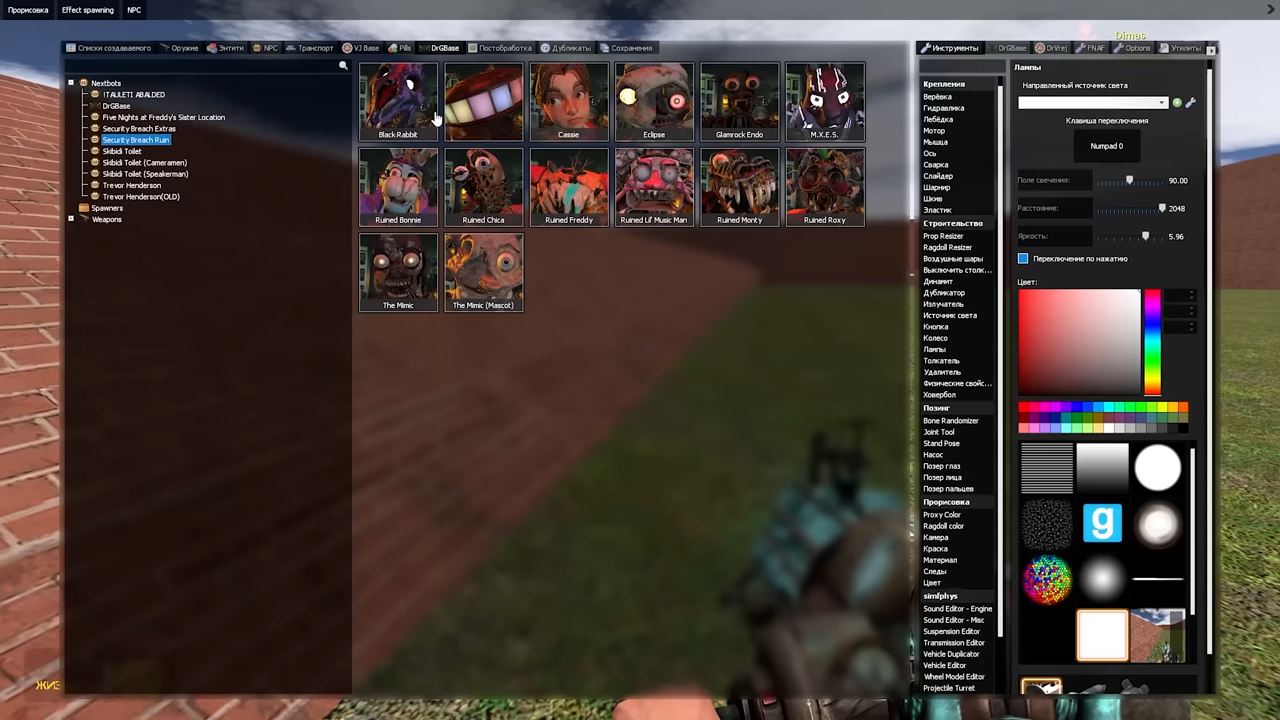 Прорисовка Effect spawning NPC
Dimas
Списки создаваемого Оружие Энтити NPC Транспорт VJ Base Pills DrGBase Постобработка Дубликаты Сохранения
Инструменты DrGBase DrVrej FNAF Options Утилиты
Nextbots
! TAULETI ABALDED
DrGBase
Five Nights at Freddy's Sister Location
Security Breach Extras
Security Breach Ruin
Skibidi Toilet
Skibidi Toilet (Cameramen)
Skibidi Toilet (Speakerman)
Trevor Henderson
Trevor Henderson(OLD)
Spawners
Weapons
Black Rabbit
Cassie
Eclipse
Glamrock Endo
M.X.E.S.
Ruined Bonnie
Ruined Chica
Ruined Freddy
Ruined Lil' Music Man
Ruined Monty
Ruined Roxy
The Mimic
The Mimic (Mascot)
Крепления
Верёвка
Гидравлика
Лебёдка
Мотор
Мышца
Ось
Сварка
Слайдер
Шарнир
Шкив
Эластик
Строительство
Prop Resizer
Ragdoll Resizer
Воздушные шары
Выключить столк...
Динамит
Дубликатор
Излучатель
Источник света
Кнопка
Колесо
Лампы
Толкатель
Удалитель
Физические свойс...
Ховербол
Позинг
Bone Randomizer
Joint Tool
Stand Pose
Насос
Позер глаз
Позер лица
Позер пальцев
Прорисовка
Proxy Color
Ragdoll color
Камера
Краска
Материал
Следы
Цвет
simfphys
Sound Editor - Engine
Sound Editor - Misc
Suspension Editor
Transmission Editor
Vehicle Duplicator
Vehicle Editor
Wheel Model Editor
Projectile Turret
Лампы
Направленный источник света
Клавиша переключения
Numpad 0
Поле свечения: 90.00
Расстояние: 2048
Яркость: 5.96
Переключение по нажатию
Цвет:
g